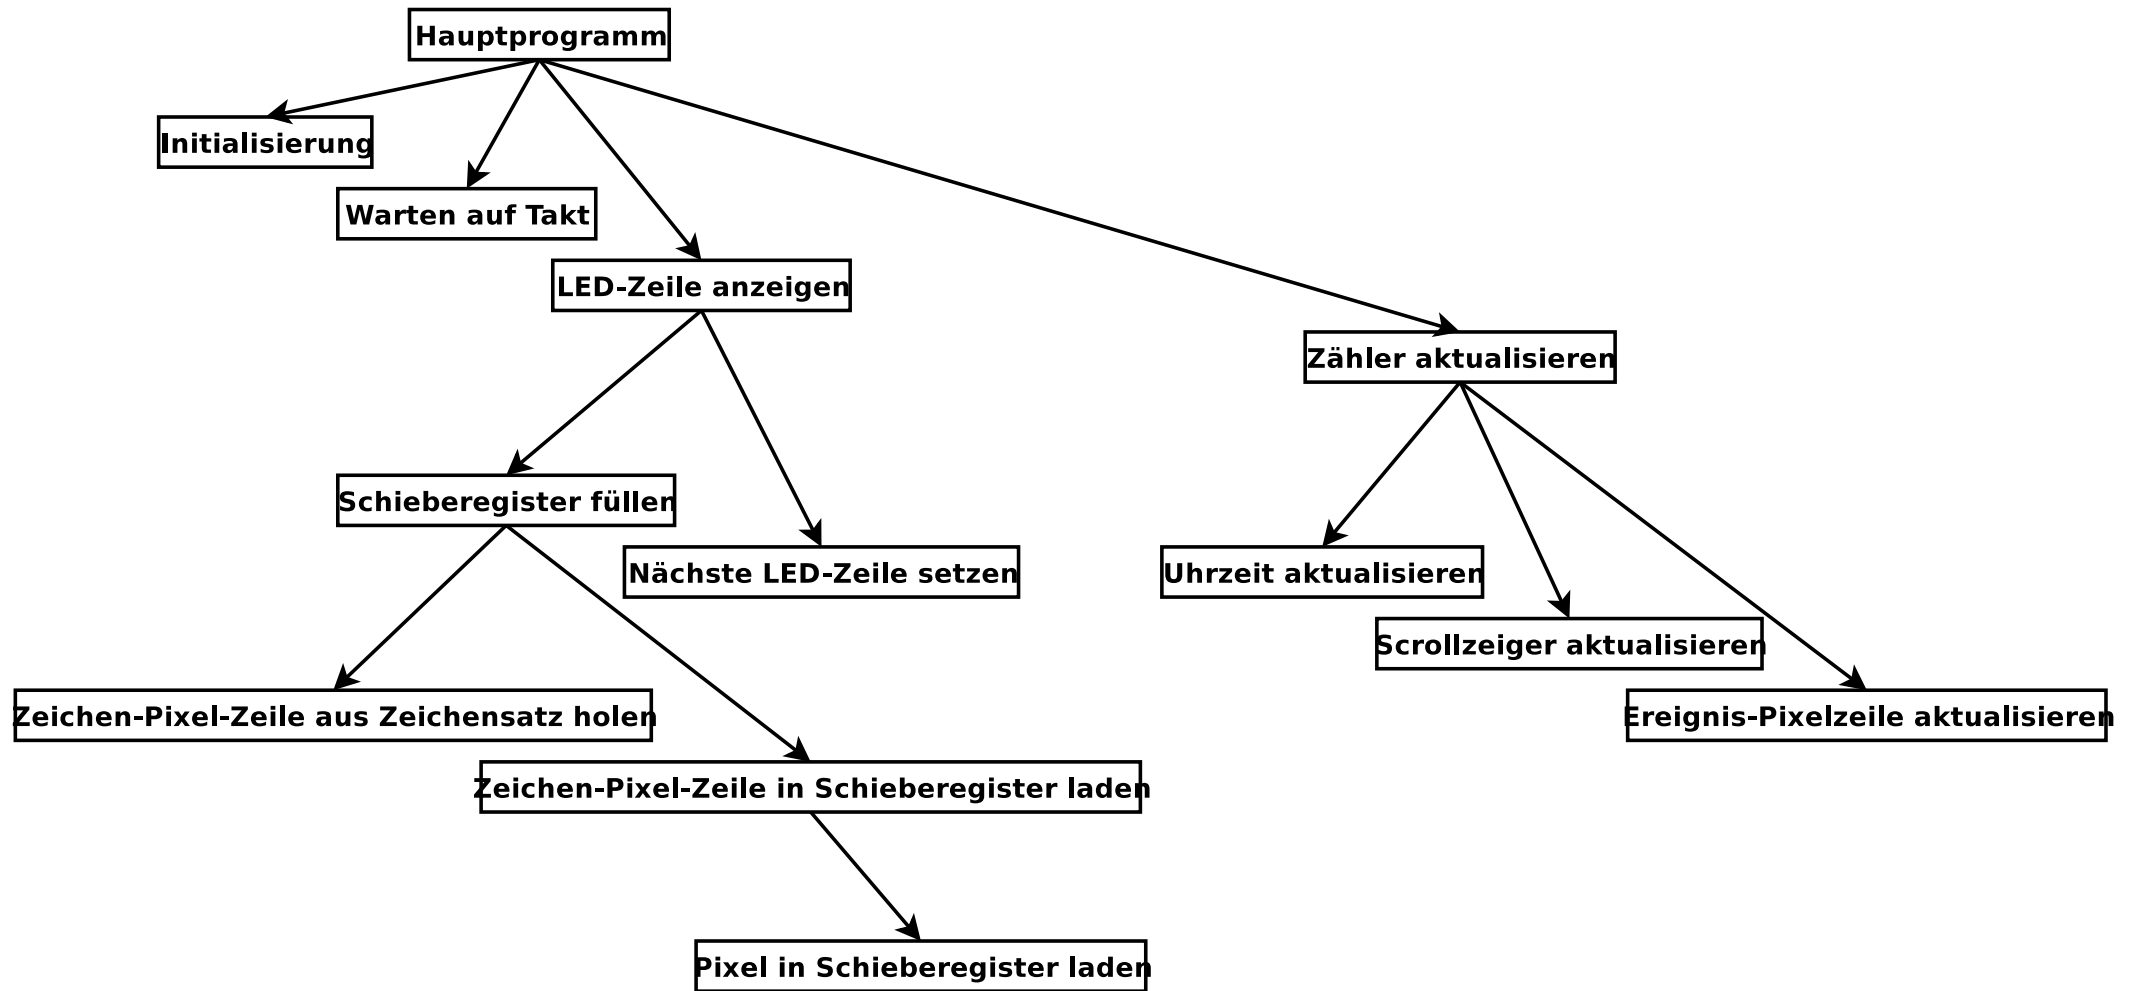 Hauptprogramm
Initialisierung
Warten auf Takt
LED-Zeile anzeigen
Zähler aktualisieren
Schieberegister füllen
Nächste LED-Zeile setzen
Uhrzeit aktualisieren
Scrollzeiger aktualisieren
Zeichen-Pixel-Zeile aus Zeichensatz holen
Ereignis-Pixelzeile aktualisieren
Zeichen-Pixel-Zeile in Schieberegister laden
Pixel in Schieberegister laden